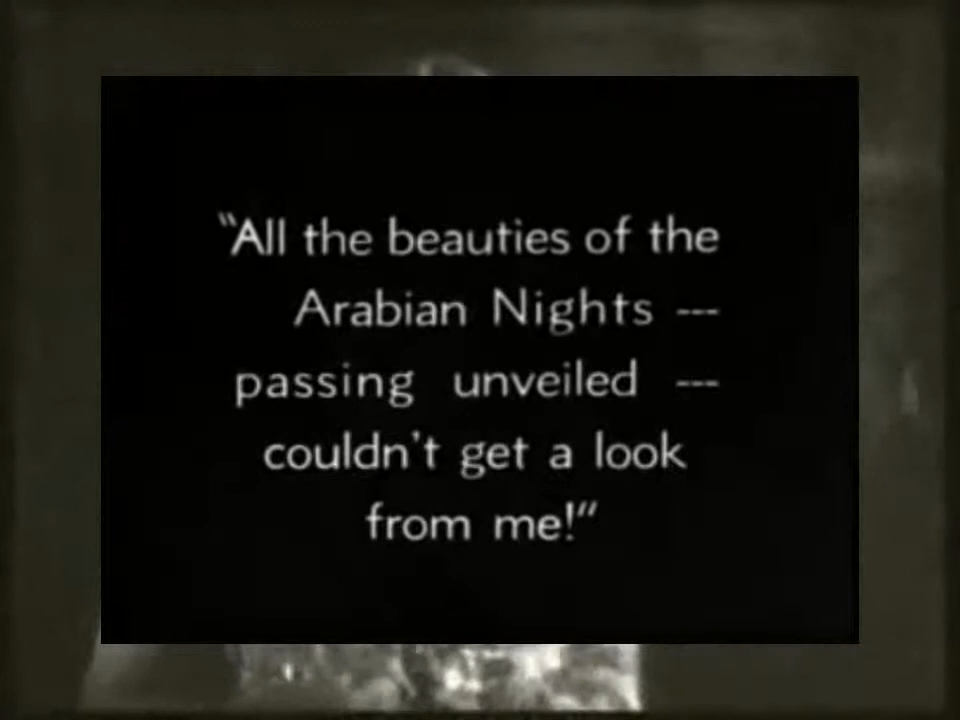 “All the beauties of the
Arabian Nights ---
passing unveiled ---
couldn't get a look
from me!“